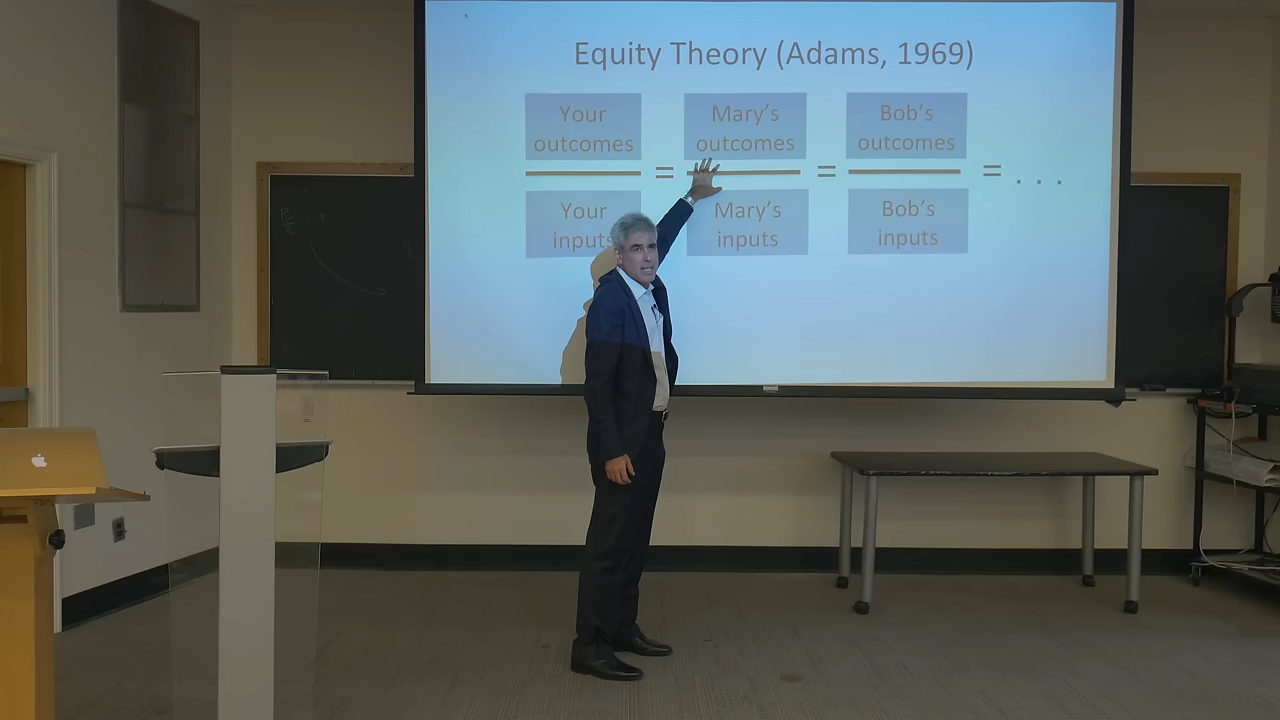 Equity Theory (Adams, 1969)
Your
outcomes
=
Mary's
outcomes
=
Bob's
outcomes
= . . .
Your
inputs
Mary's
inputs
Bob's
inputs